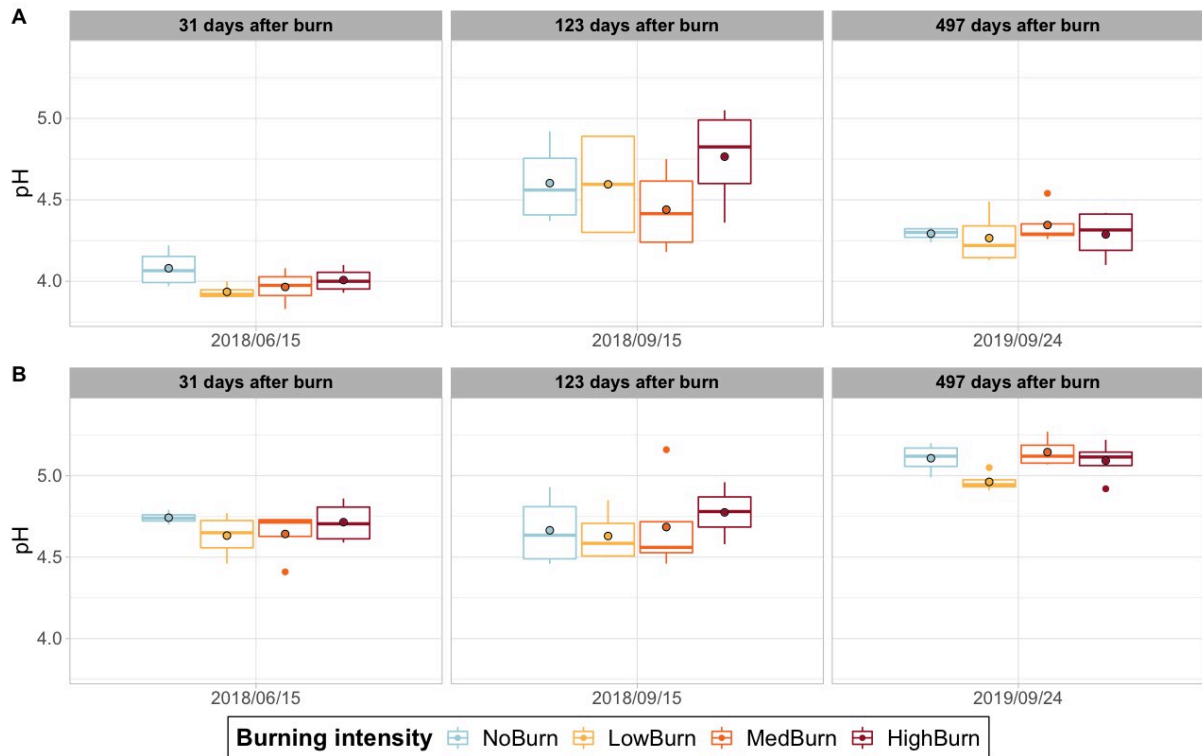 A
31 days after burn 123 days after burn 497 days after burn
5.0
4.5
4.0
pH
2018/06/15 2018/09/15 2019/09/24
B
31 days after burn 123 days after burn 497 days after burn
5.0
4.5
4.0
pH
2018/06/15 2018/09/15 2019/09/24
Burning intensity NoBurn LowBurn MedBurn HighBurn